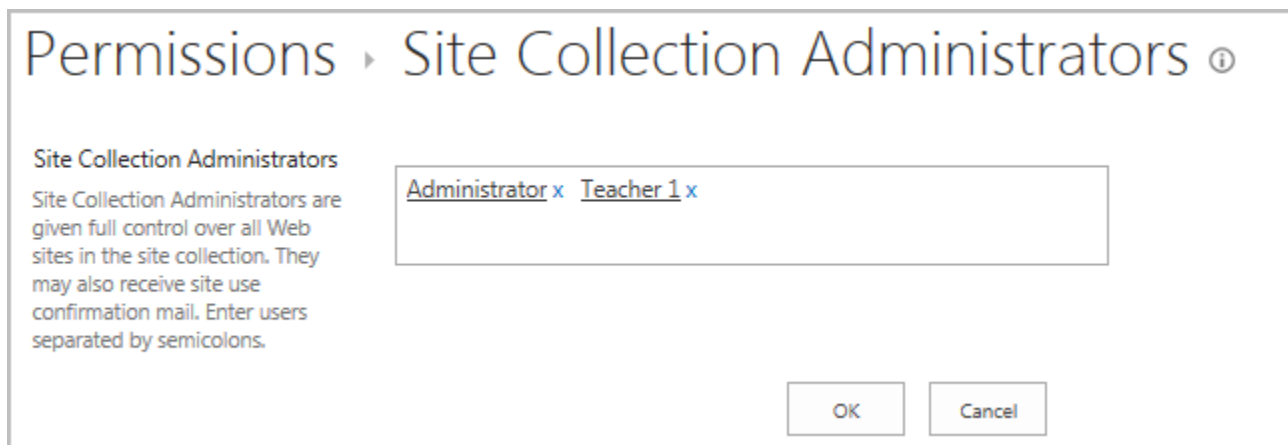 Permissions ▸ Site Collection Administrators
Site Collection Administrators
Site Collection Administrators are
given full control over all Web
sites in the site collection. They
may also receive site use
confirmation mail. Enter users
separated by semicolons.
Administrator x Teacher 1 x
OK Cancel